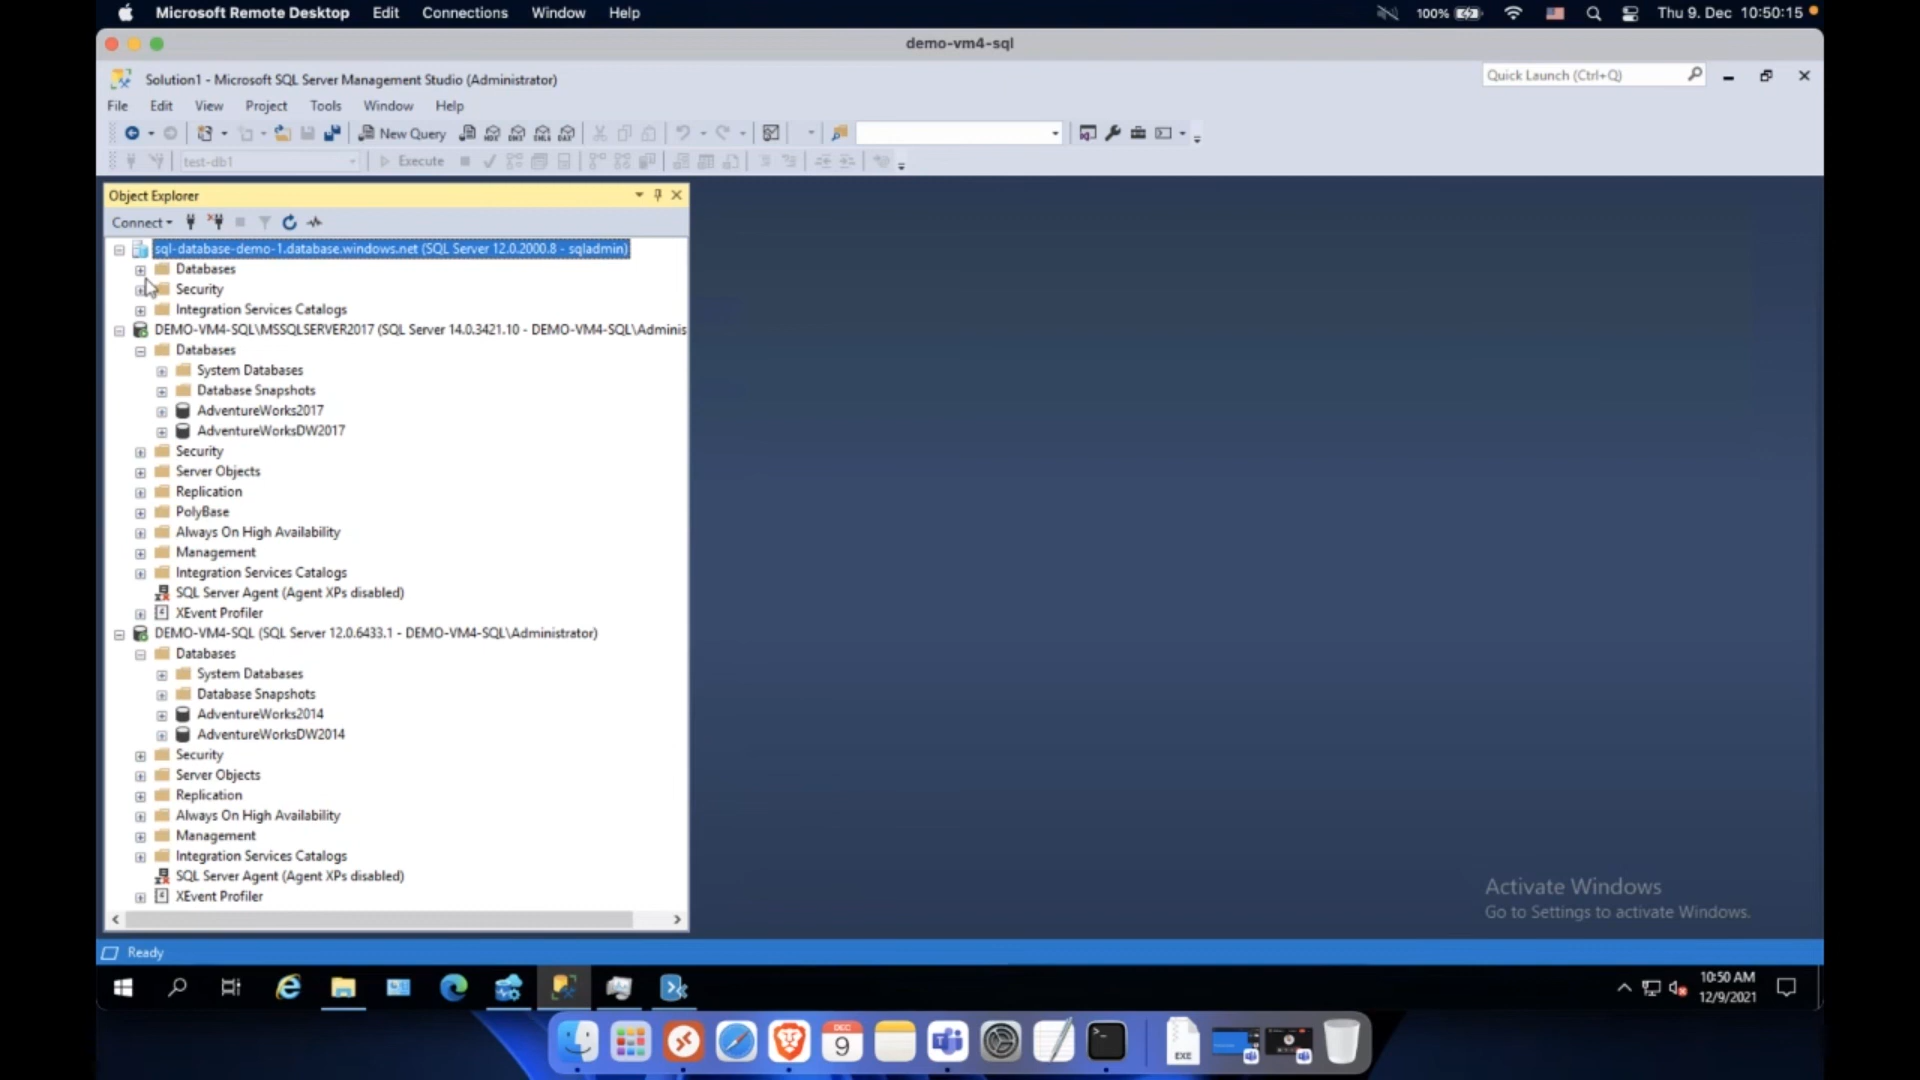 Microsoft Remote Desktop Edit Connections Window Help 100% Thu 9. Dec 10:50:15
demo-vm4-sql
Solution1 - Microsoft SQL Server Management Studio (Administrator) Quick Launch (Ctrl+Q)
File Edit View Project Tools Window Help
New Query
test-db1 Execute
Object Explorer
Connect
sql-database-demo-1.database.windows.net (SQL Server 12.0.2000.8 - sqladmin)
Databases
Security
Integration Services Catalogs
DEMO-VM4-SQL\MSSQLSERVER2017 (SQL Server 14.0.3421.10 - DEMO-VM4-SQL\Adminis
Databases
System Databases
Database Snapshots
AdventureWorks2017
AdventureWorksDW2017
Security
Server Objects
Replication
PolyBase
Always On High Availability
Management
Integration Services Catalogs
SQL Server Agent (Agent XPs disabled)
XEvent Profiler
DEMO-VM4-SQL (SQL Server 12.0.6433.1 - DEMO-VM4-SQL\Administrator)
Databases
System Databases
Database Snapshots
AdventureWorks2014
AdventureWorksDW2014
Security
Server Objects
Replication
Always On High Availability
Management
Integration Services Catalogs
SQL Server Agent (Agent XPs disabled)
XEvent Profiler
Activate Windows
Go to Settings to activate Windows.
Ready
10:50 AM
12/9/2021
DEC
9
EXE